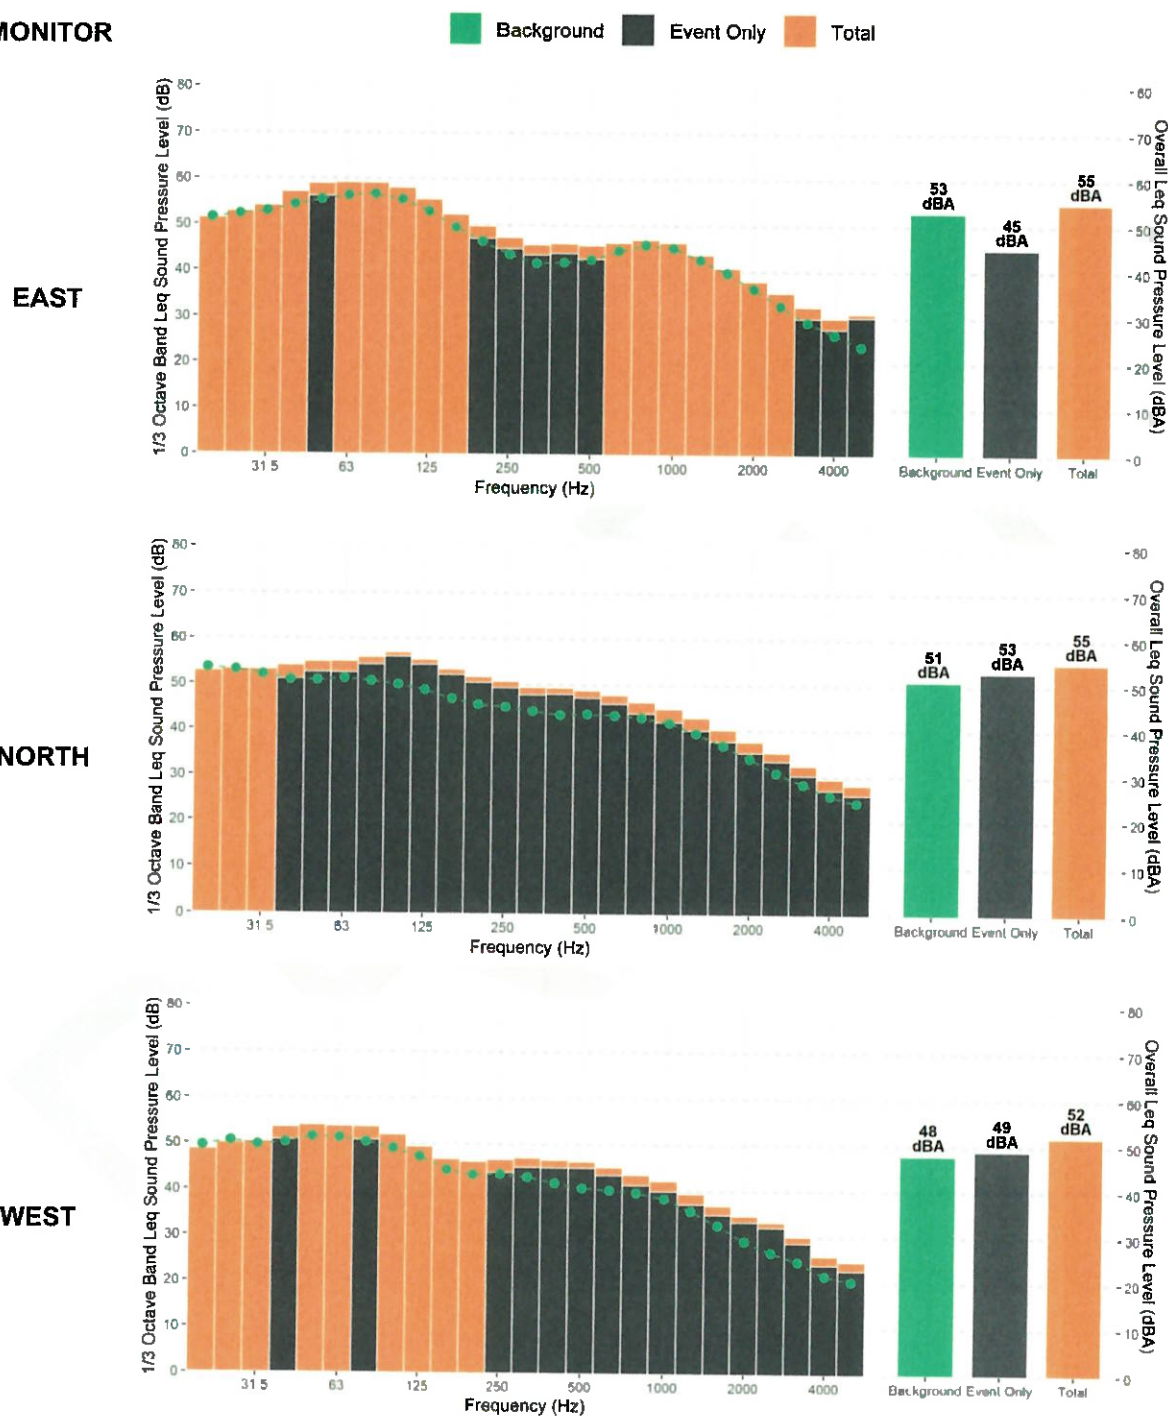 MONITOR
Background Event Only Total
EAST
1/3 Octave Band Leq Sound Pressure Level (dB)
80
70
60
50
40
30
20
10
0
31.5 63 125 250 500 1000 2000 4000
Frequency (Hz)
53 dBA
45 dBA
55 dBA
Background Event Only Total
80
70
60
50
40
30
20
10
0
Overall Leq Sound Pressure Level (dBA)
NORTH
1/3 Octave Band Leq Sound Pressure Level (dB)
80
70
60
50
40
30
20
10
0
31.5 63 125 250 500 1000 2000 4000
Frequency (Hz)
51 dBA
53 dBA
55 dBA
Background Event Only Total
80
70
60
50
40
30
20
10
0
Overall Leq Sound Pressure Level (dBA)
WEST
1/3 Octave Band Leq Sound Pressure Level (dB)
80
70
60
50
40
30
20
10
0
31.5 63 125 250 500 1000 2000 4000
Frequency (Hz)
48 dBA
49 dBA
52 dBA
Background Event Only Total
80
70
60
50
40
30
20
10
0
Overall Leq Sound Pressure Level (dBA)